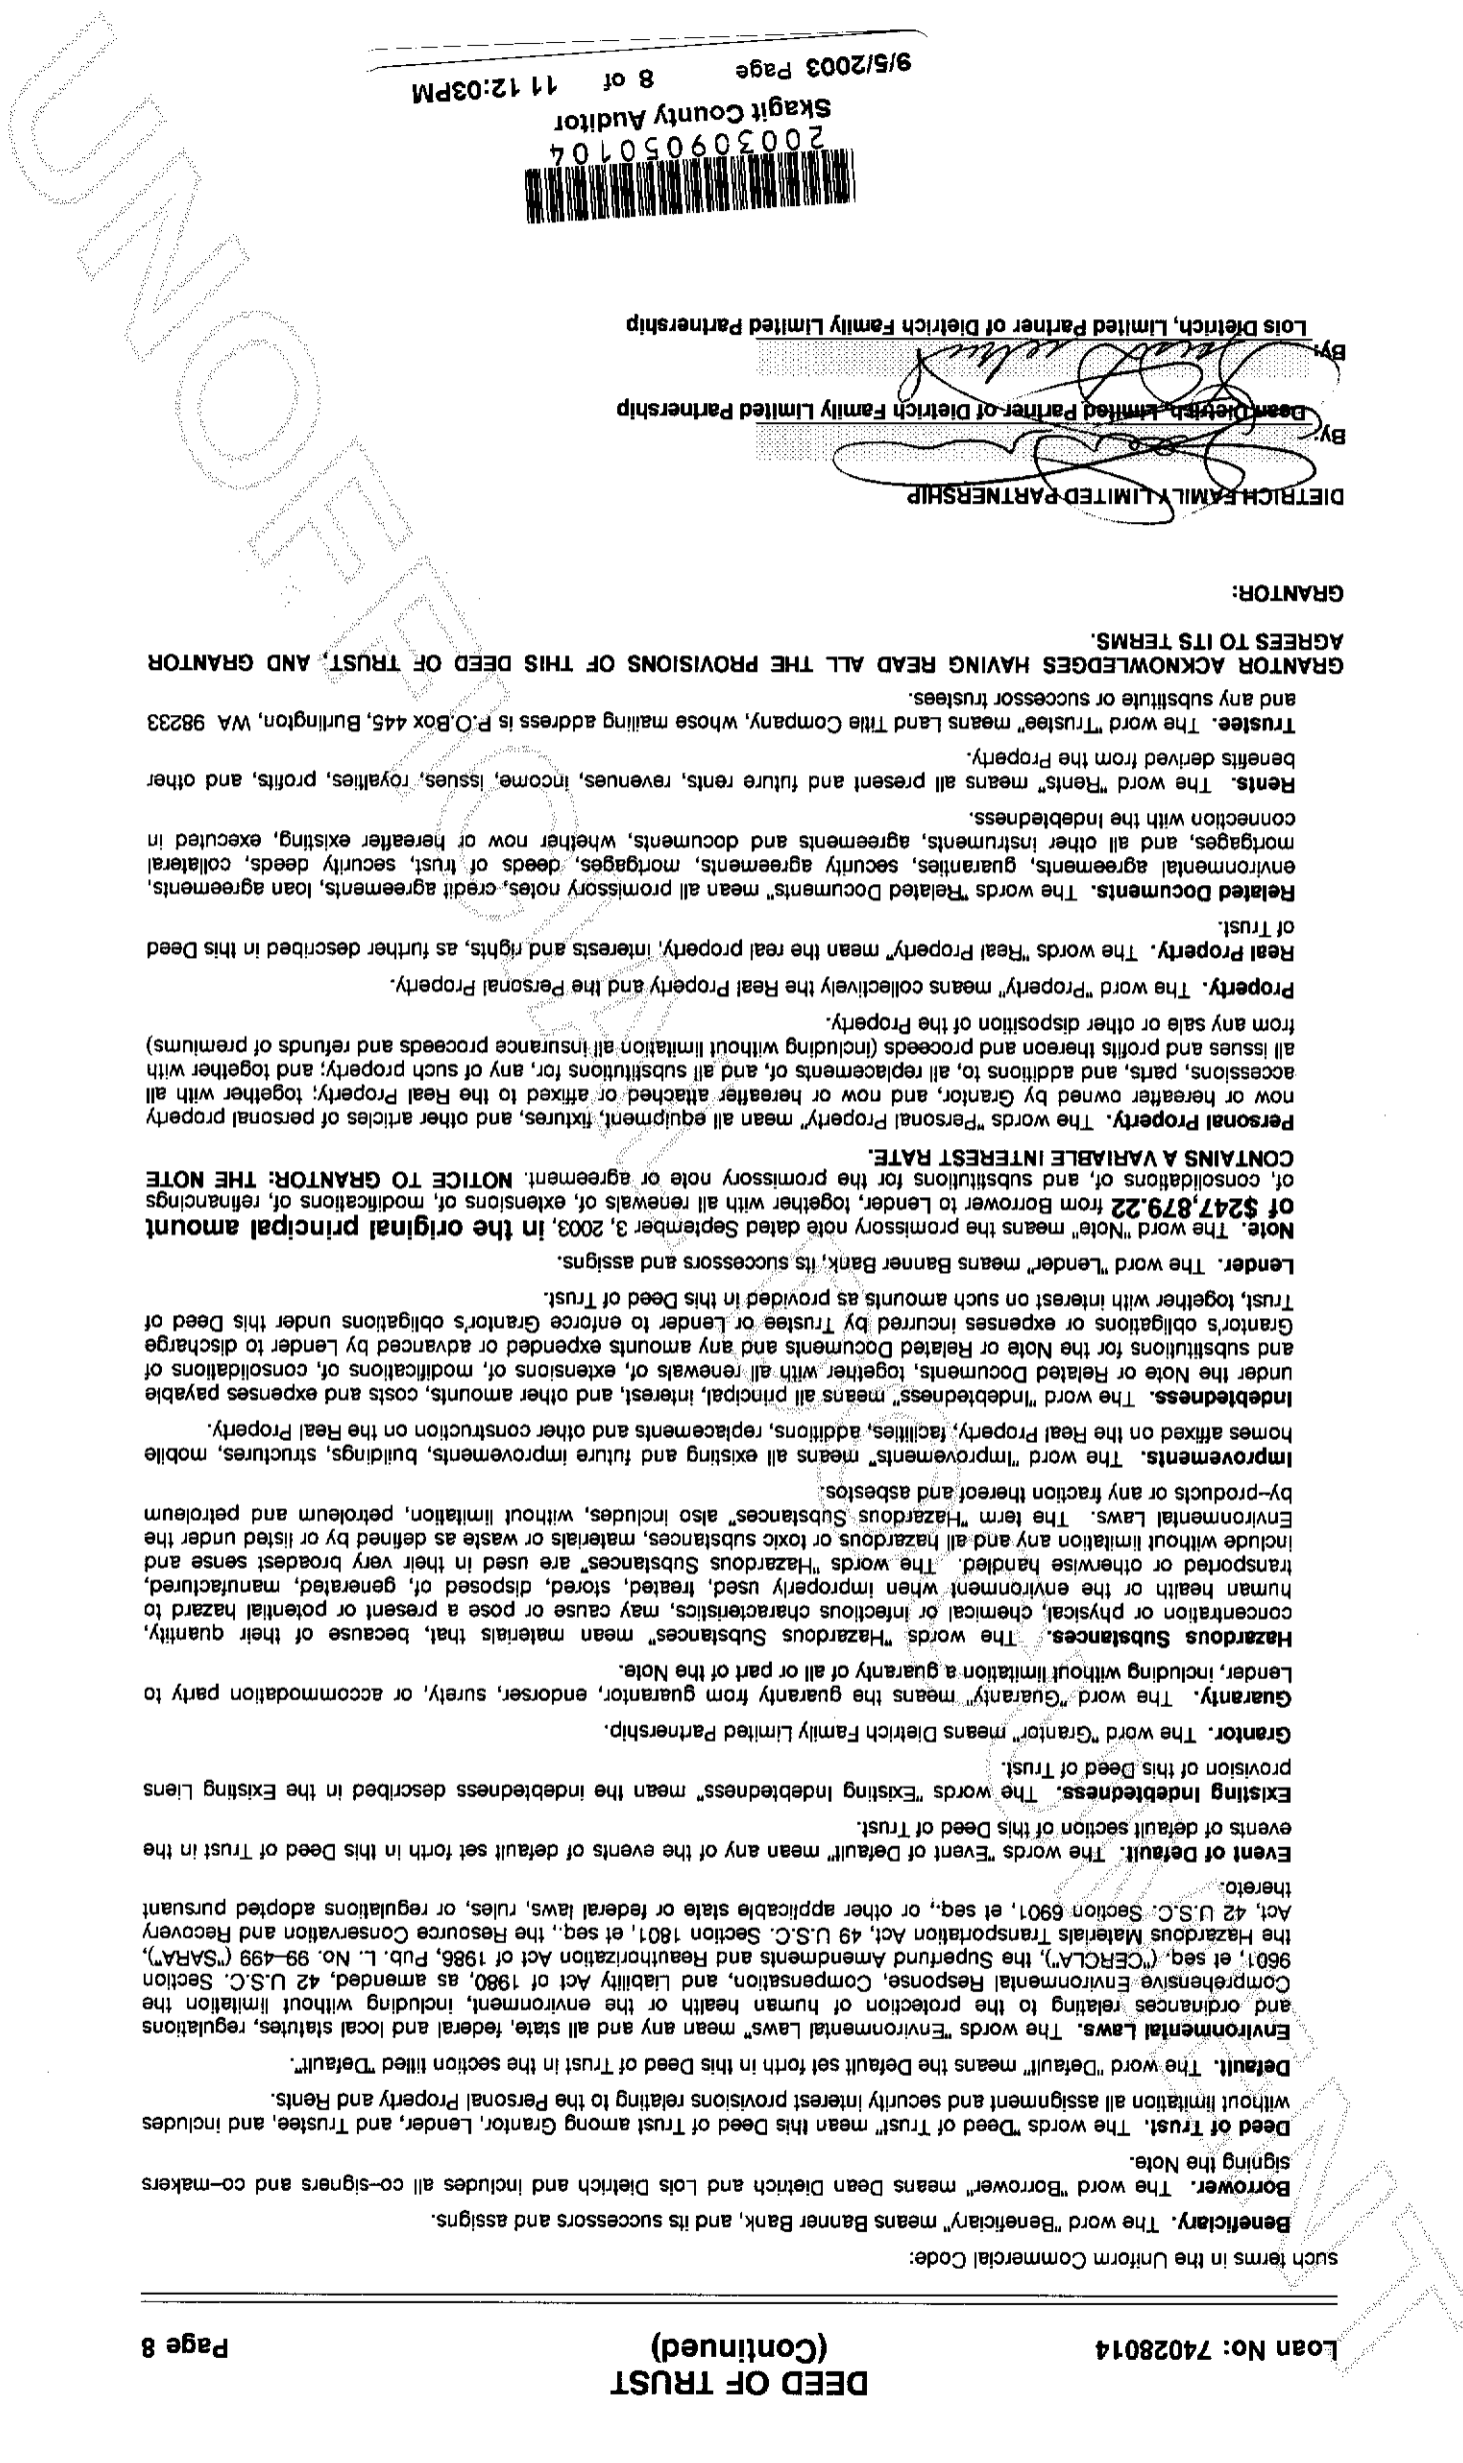 DEED OF TRUST
Loan No: 74028014 (Continued) Page 8
such terms in the Uniform Commercial Code:
Beneficiary. The word "Beneficiary" means Banner Bank, and its successors and assigns.
Borrower. The word "Borrower" means Dean Dietrich and Lois Dietrich and includes all co-signers and co-makers
signing the Note.
Deed of Trust. The words "Deed of Trust" mean this Deed of Trust among Grantor, Lender, and Trustee, and includes
without limitation all assignment and security interest provisions relating to the Personal Property and Rents.
Default. The word "Default" means the Default set forth in this Deed of Trust in the section titled "Default".
Environmental Laws. The words "Environmental Laws" mean any and all state, federal and local statutes, regulations
and ordinances relating to the protection of human health or the environment, including without limitation the
Comprehensive Environmental Response, Compensation, and Liability Act of 1980, as amended, 42 U.S.C. Section
9601, et seq. ("CERCLA"), the Superfund Amendments and Reauthorization Act of 1986, Pub. L. No. 99-499 ("SARA"),
the Hazardous Materials Transportation Act, 49 U.S.C. Section 1801, et seq., the Resource Conservation and Recovery
Act, 42 U.S.C. Section 6901, et seq., or other applicable state or federal laws, rules, or regulations adopted pursuant
thereto.
Event of Default. The words "Event of Default" mean any of the events of default set forth in this Deed of Trust in the
events of default section of this Deed of Trust.
Existing Indebtedness. The words "Existing Indebtedness" mean the indebtedness described in the Existing Liens
provision of this Deed of Trust.
Grantor. The word "Grantor" means Dietrich Family Limited Partnership.
Guaranty. The word "Guaranty" means the guaranty from guarantor, endorser, surety, or accommodation party to
Lender, including without limitation a guaranty of all or part of the Note.
Hazardous Substances. The words "Hazardous Substances" mean materials that, because of their quantity,
concentration or physical, chemical or infectious characteristics, may cause or pose a present or potential hazard to
human health or the environment when improperly used, treated, stored, disposed of, generated, manufactured,
transported or otherwise handled. The words "Hazardous Substances" are used in their very broadest sense and
include without limitation any and all hazardous or toxic substances, materials or waste as defined by or listed under the
Environmental Laws. The term "Hazardous Substances" also includes, without limitation, petroleum and petroleum
by-products or any fraction thereof and asbestos.
Improvements. The word "Improvements" means all existing and future improvements, buildings, structures, mobile
homes affixed on the Real Property, facilities, additions, replacements and other construction on the Real Property.
Indebtedness. The word "Indebtedness" means all principal, interest, and other amounts, costs and expenses payable
under the Note or Related Documents, together with all renewals of, extensions of, modifications of, consolidations of
and substitutions for the Note or Related Documents and any amounts expended or advanced by Lender to discharge
Grantor's obligations or expenses incurred by Trustee or Lender to enforce Grantor's obligations under this Deed of
Trust, together with interest on such amounts as provided in this Deed of Trust.
Lender. The word "Lender" means Banner Bank, its successors and assigns.
Note. The word "Note" means the promissory note dated September 3, 2003, in the original principal amount
of $247,879.22 from Borrower to Lender, together with all renewals of, extensions of, modifications of, refinancings
of, consolidations of, and substitutions for the promissory note or agreement. NOTICE TO GRANTOR: THE NOTE
CONTAINS A VARIABLE INTEREST RATE.
Personal Property. The words "Personal Property" mean all equipment, fixtures, and other articles of personal property
now or hereafter owned by Grantor, and now or hereafter attached or affixed to the Real Property; together with all
accessions, parts, and additions to, all replacements of, and all substitutions for, any of such property; and together with
all issues and profits thereon and proceeds (including without limitation all insurance proceeds and refunds of premiums)
from any sale or other disposition of the Property.
Property. The word "Property" means collectively the Real Property and the Personal Property.
Real Property. The words "Real Property" mean the real property, interests and rights, as further described in this Deed
of Trust.
Related Documents. The words "Related Documents" mean all promissory notes, credit agreements, loan agreements,
environmental agreements, guaranties, security agreements, mortgages, deeds of trust, security deeds, collateral
mortgages, and all other instruments, agreements and documents, whether now or hereafter existing, executed in
connection with the Indebtedness.
Rents. The word "Rents" means all present and future rents, revenues, income, issues, royalties, profits, and other
benefits derived from the Property.
Trustee. The word "Trustee" means Land Title Company, whose mailing address is P.O.Box 445, Burlington, WA 98233
and any substitute or successor trustees.
GRANTOR ACKNOWLEDGES HAVING READ ALL THE PROVISIONS OF THIS DEED OF TRUST, AND GRANTOR
AGREES TO ITS TERMS.
GRANTOR:
DIETRICH FAMILY LIMITED PARTNERSHIP
By:
Dean Dietrich, Limited Partner of Dietrich Family Limited Partnership
By:
Lois Dietrich, Limited Partner of Dietrich Family Limited Partnership
200309050104
Skagit County Auditor
9/5/2003 Page 8 of 11 12:03PM
UNOFFICIAL DOCUMENT